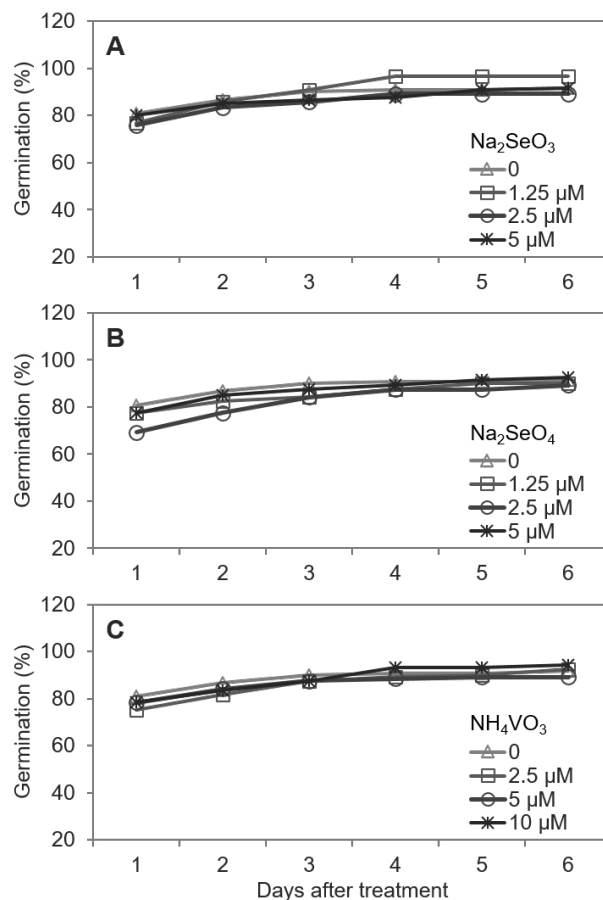 120
A
100
80
60
40
20
Germination (%)
Na₂SeO₃
0
1.25 µM
2.5 µM
5 µM
1 2 3 4 5 6
120
B
100
80
60
40
20
Germination (%)
Na₂SeO₄
0
1.25 µM
2.5 µM
5 µM
1 2 3 4 5 6
120
C
100
80
60
40
20
Germination (%)
NH₄VO₃
0
2.5 µM
5 µM
10 µM
1 2 3 4 5 6
Days after treatment